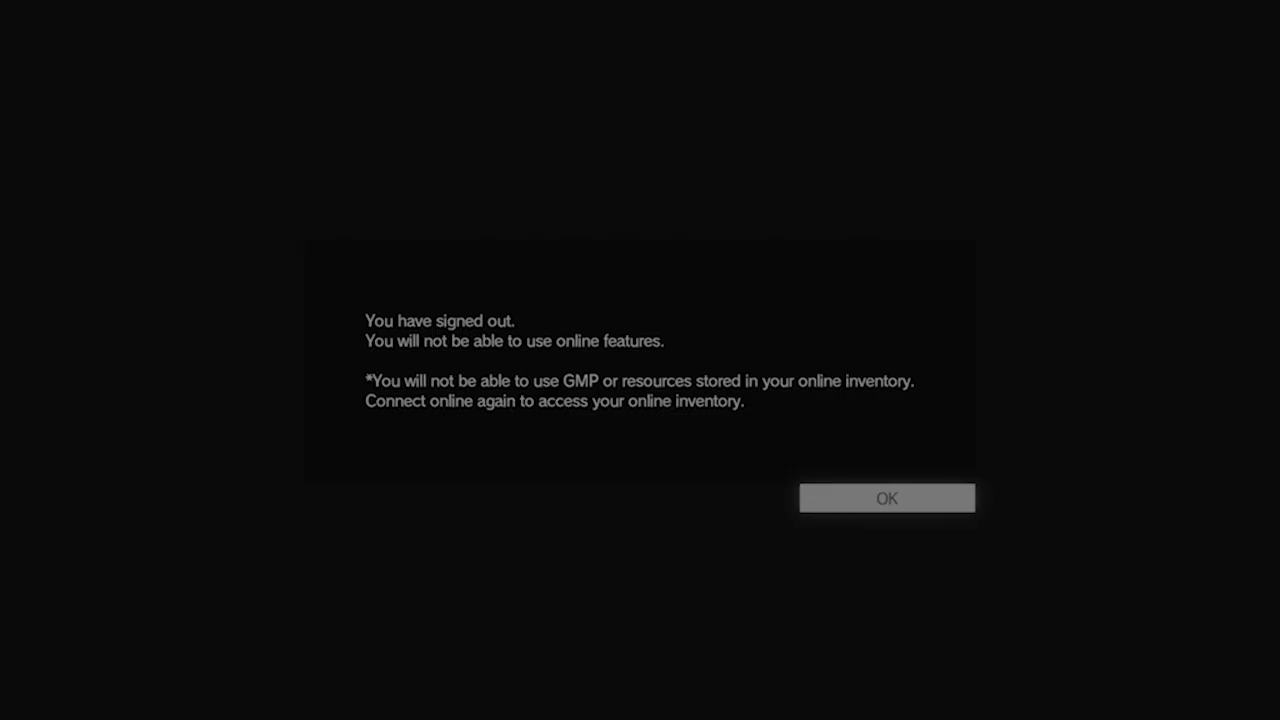 You have signed out.
You will not be able to use online features.
*You will not be able to use GMP or resources stored in your online inventory.
Connect online again to access your online inventory.
OK